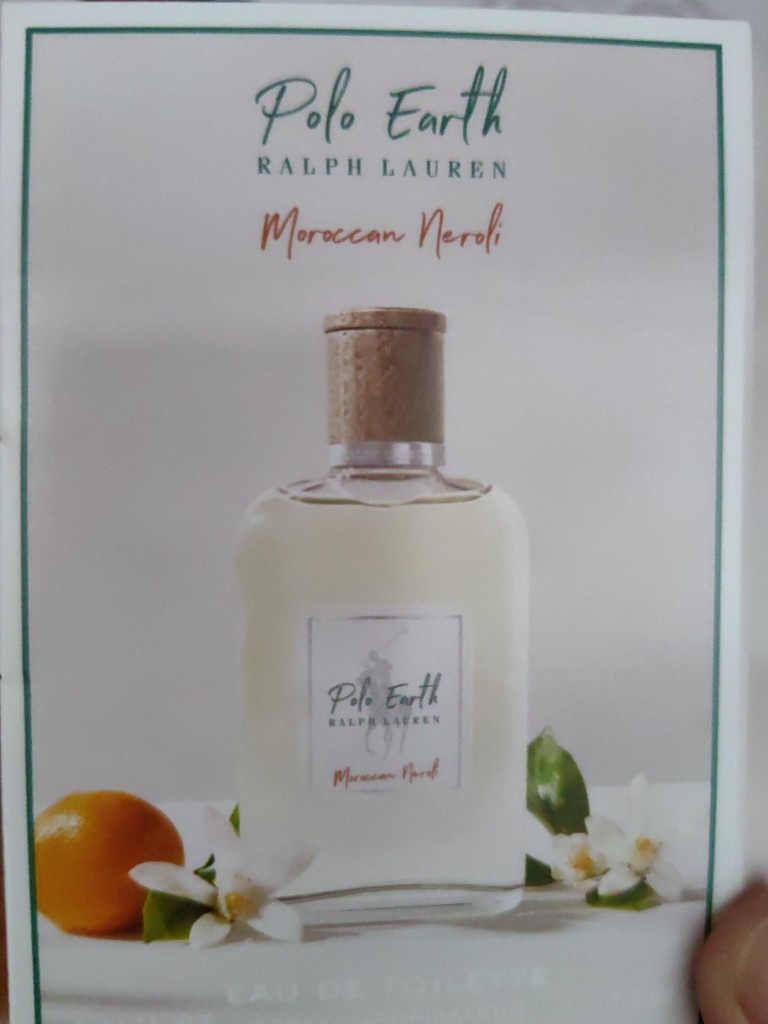 Polo Earth
RALPH LAUREN
Moroccan Neroli
Polo Earth
RALPH LAUREN
Moroccan Neroli
EAU DE TOILETTE